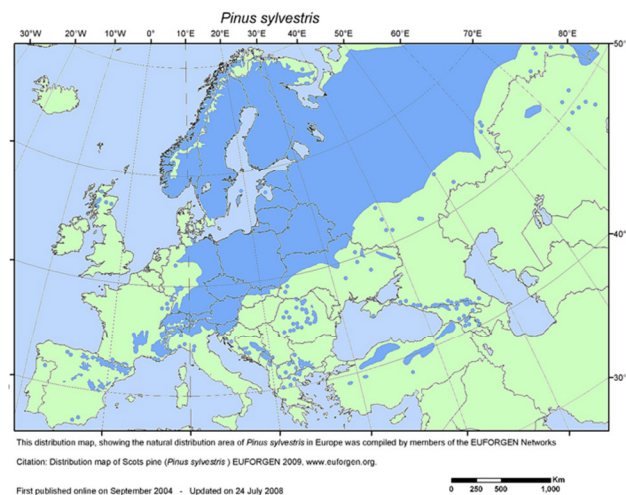 Pinus sylvestris
30°W 20°W 10°W 0° 10°E 20°E 30°E 40°E 50°E 60°E 70°E 80°E
50°
40°
30°
This distribution map, showing the natural distribution area of Pinus sylvestris in Europe was compiled by members of the EUFORGEN Networks
Citation: Distribution map of Scots pine (Pinus sylvestris ) EUFORGEN 2009, www.euforgen.org.
Km
0 250 500 1,000
First published online on September 2004 - Updated on 24 July 2008